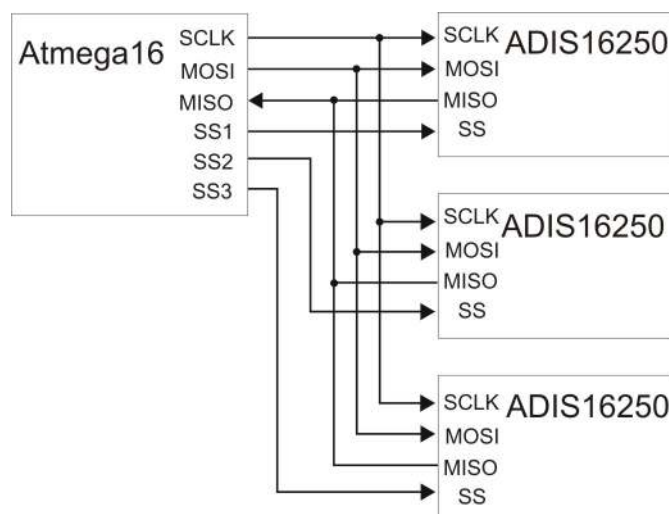 Atmega16
SCLK
MOSI
MISO
SS1
SS2
SS3
SCLK
ADIS16250
MOSI
MISO
SS
SCLK
ADIS16250
MOSI
MISO
SS
SCLK
ADIS16250
MOSI
MISO
SS